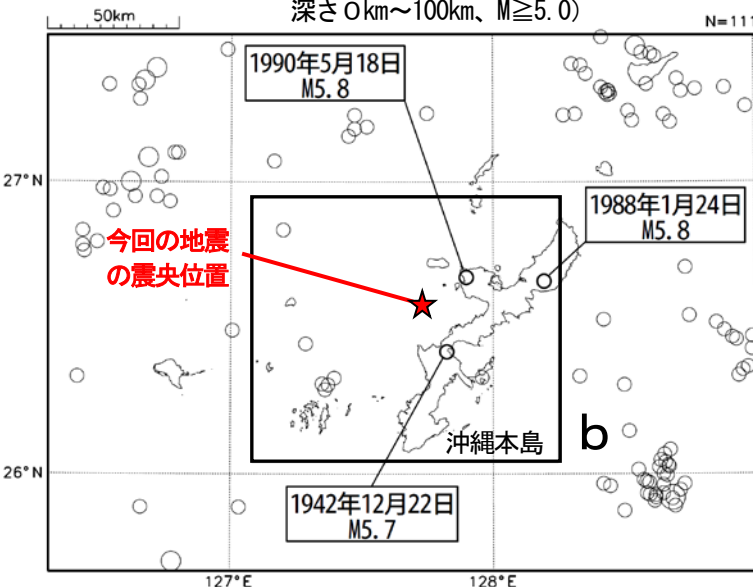 深さ0km～100km、M≧5.0)
50km
N=111
1990年5月18日
M5.8
27°N
1988年1月24日
M5.8
今回の地震
の震央位置
沖縄本島
b
26°N
1942年12月22日
M5.7
127°E
128°E